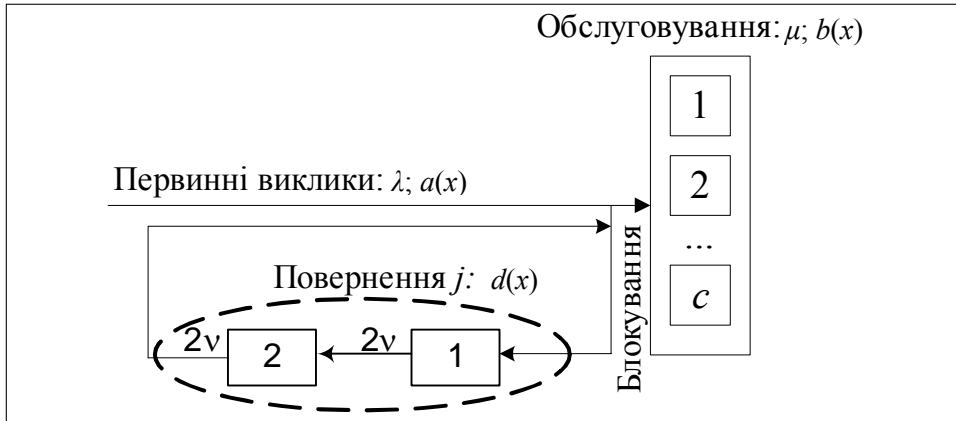 Обслуговування: μ; b(x)
1
2
...
c
Первинні виклики: λ; a(x)
Блокування
Повернення j: d(x)
2ν
2
2ν
1